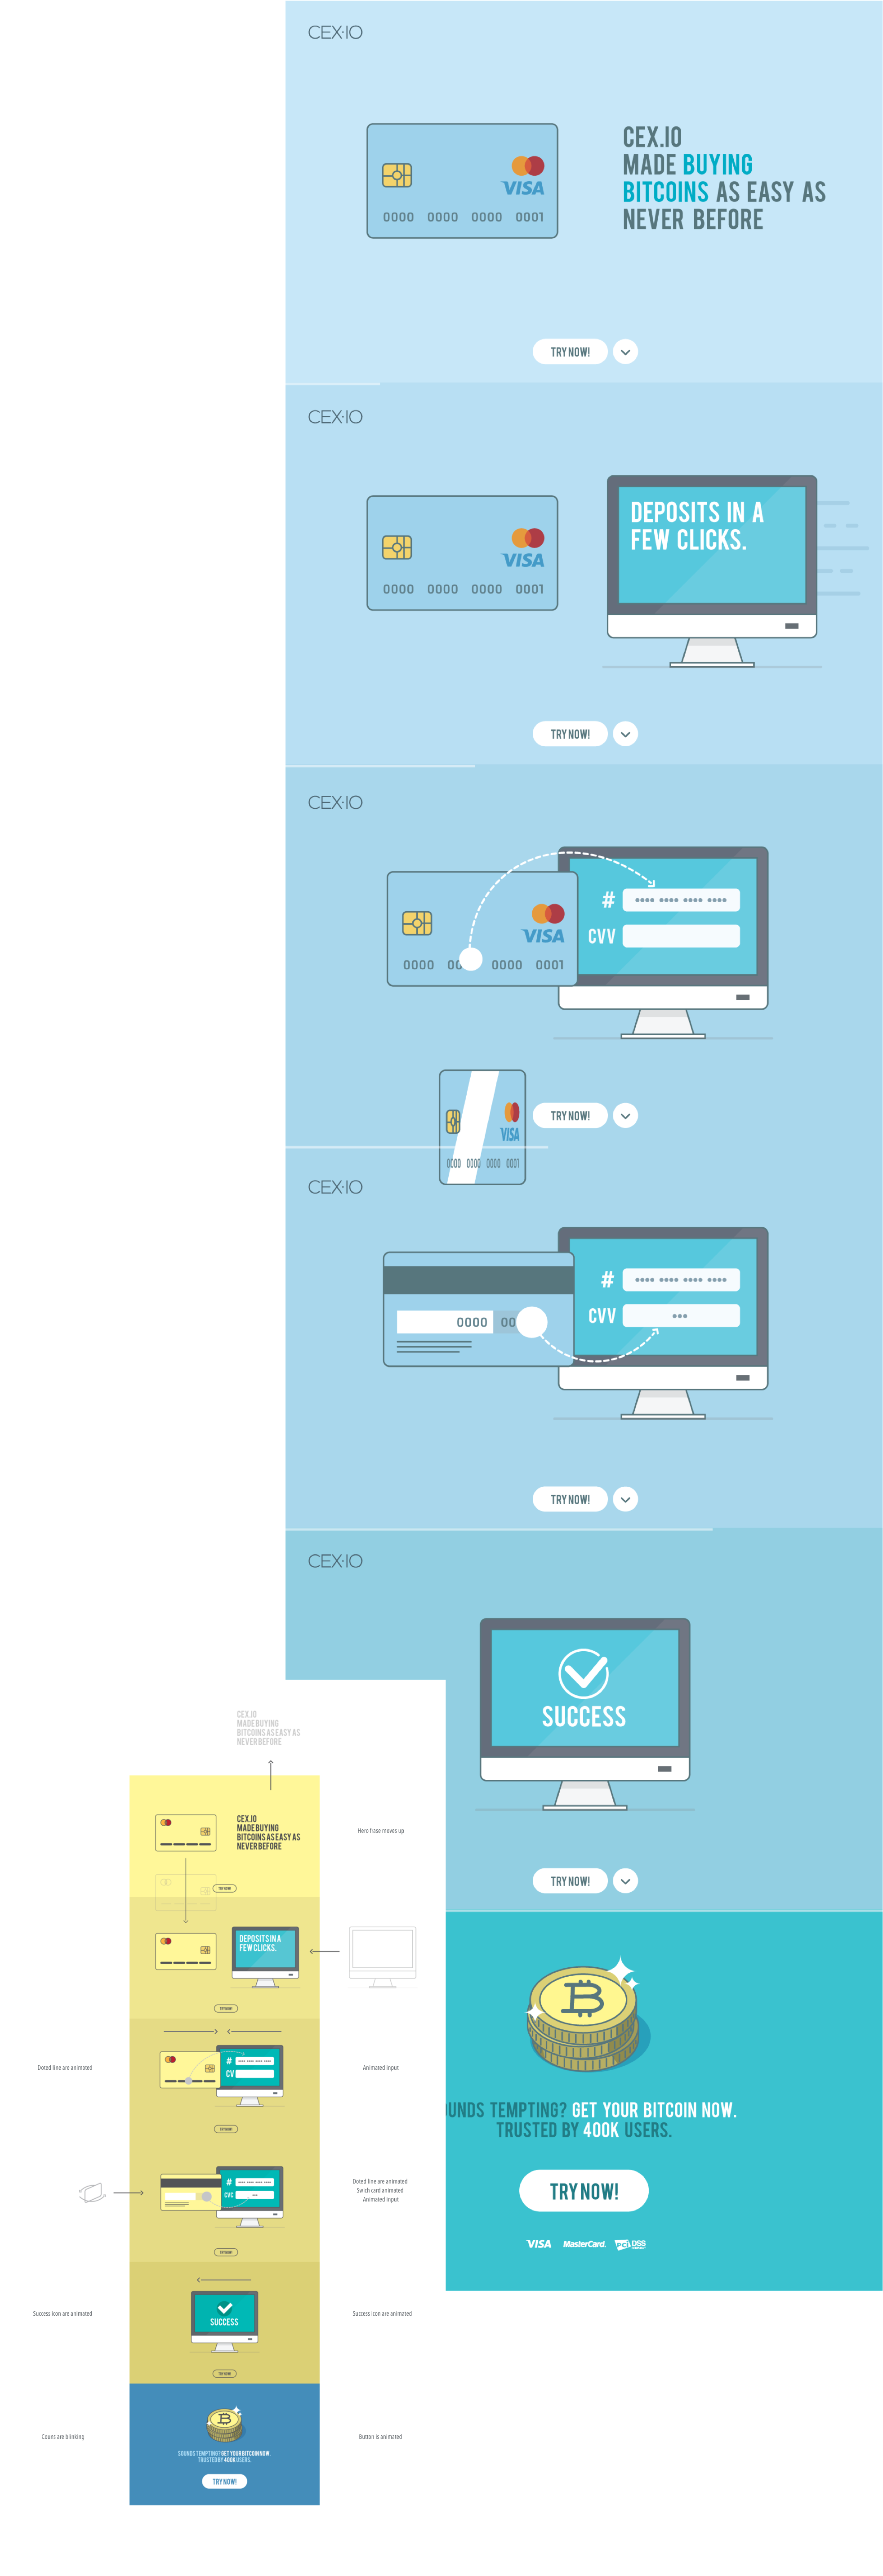 CEX·IO
CEX.IO
MADE BUYING
BITCOINS AS EASY AS
NEVER BEFORE
VISA
0000 0000 0000 0001
TRY NOW!
CEX·IO
DEPOSITS IN A
FEW CLICKS.
VISA
0000 0000 0000 0001
TRY NOW!
CEX·IO
#
CVV
VISA
0000 00 0000 0001
TRY NOW!
VISA
0000 0000 0000 0001
CEX·IO
#
CVV
0000 00
TRY NOW!
CEX·IO
SUCCESS
TRY NOW!
UNDS TEMPTING? GET YOUR BITCOIN NOW.
TRUSTED BY 400K USERS.
TRY NOW!
VISA MasterCard. PCI DSS
CEX.IO
MADE BUYING
BITCOINS AS EASY AS
NEVER BEFORE
CEX.IO
MADE BUYING
BITCOINS AS EASY AS
NEVER BEFORE
Hero frase moves up
TRY NOW!
DEPOSITS IN A
FEW CLICKS.
TRY NOW!
Doted line are animated
#
CV
Animated input
TRY NOW!
#
CVC
Doted line are animated
Swich card animated
Animated input
TRY NOW!
Success icon are animated
SUCCESS
Success icon are animated
TRY NOW!
Couns are blinking
Button is animated
SOUNDS TEMPTING? GET YOUR BITCOIN NOW.
TRUSTED BY 400K USERS.
TRY NOW!